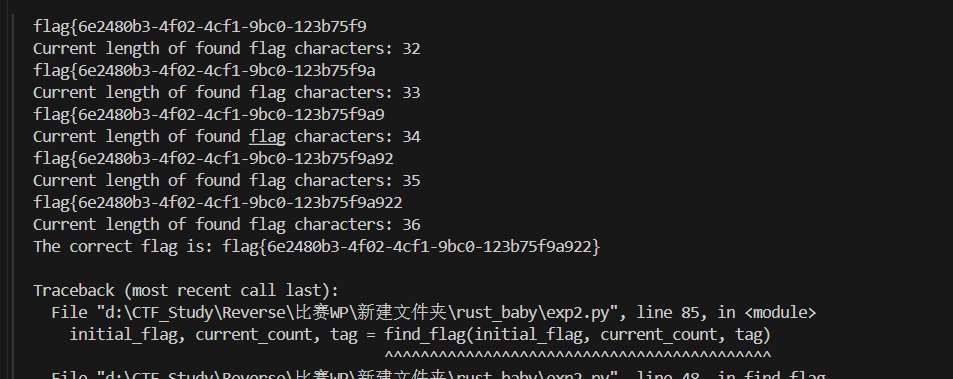 flag{6e2480b3-4f02-4cf1-9bc0-123b75f9
Current length of found flag characters: 32
flag{6e2480b3-4f02-4cf1-9bc0-123b75f9a
Current length of found flag characters: 33
flag{6e2480b3-4f02-4cf1-9bc0-123b75f9a9
Current length of found flag characters: 34
flag{6e2480b3-4f02-4cf1-9bc0-123b75f9a92
Current length of found flag characters: 35
flag{6e2480b3-4f02-4cf1-9bc0-123b75f9a922
Current length of found flag characters: 36
The correct flag is: flag{6e2480b3-4f02-4cf1-9bc0-123b75f9a922}
Traceback (most recent call last):
  File "d:\CTF_Study\Reverse\比赛WP\新建文件夹\rust_baby\exp2.py", line 85, in <module>
    initial_flag, current_count, tag = find_flag(initial_flag, current_count, tag)
                                       ^^^^^^^^^^^^^^^^^^^^^^^^^^^^^^^^^^^^^^^^^^^
  File "d:\CTF_Study\Reverse\比赛WP\新建文件夹\rust_baby\exp2.py", line 48, in find_flag